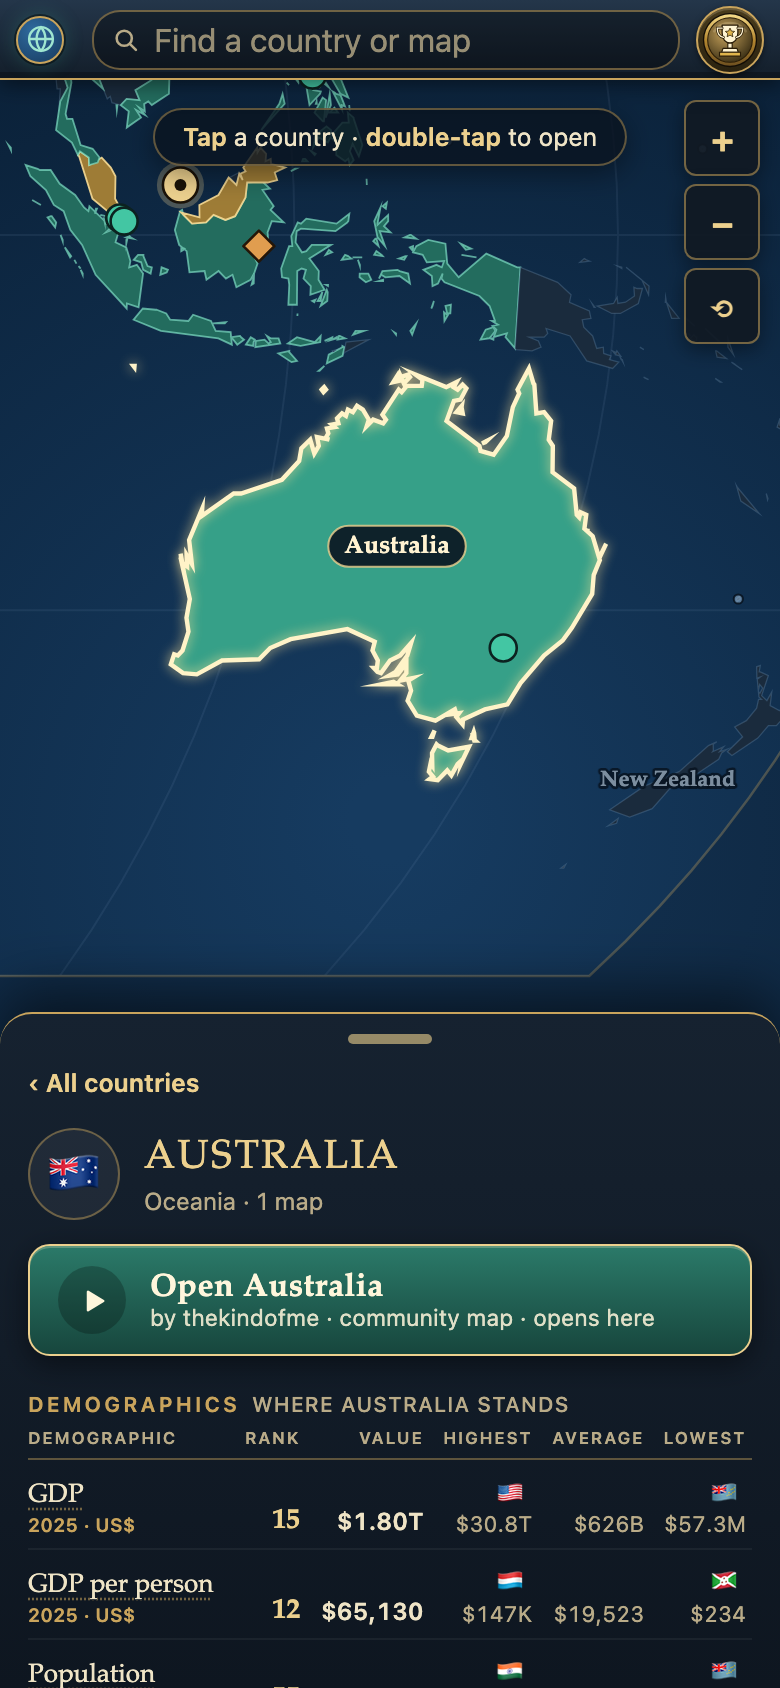 Find a country or map
Tap a country · double-tap to open
+
−
Australia
New Zealand
‹ All countries
AUSTRALIA
Oceania · 1 map
Open Australia
by thekindofme · community map · opens here
DEMOGRAPHICS WHERE AUSTRALIA STANDS
DEMOGRAPHIC RANK VALUE HIGHEST AVERAGE LOWEST
GDP
2025 · US$ 15 $1.80T $30.8T $626B $57.3M
GDP per person
2025 · US$ 12 $65,130 $147K $19,523 $234
Population